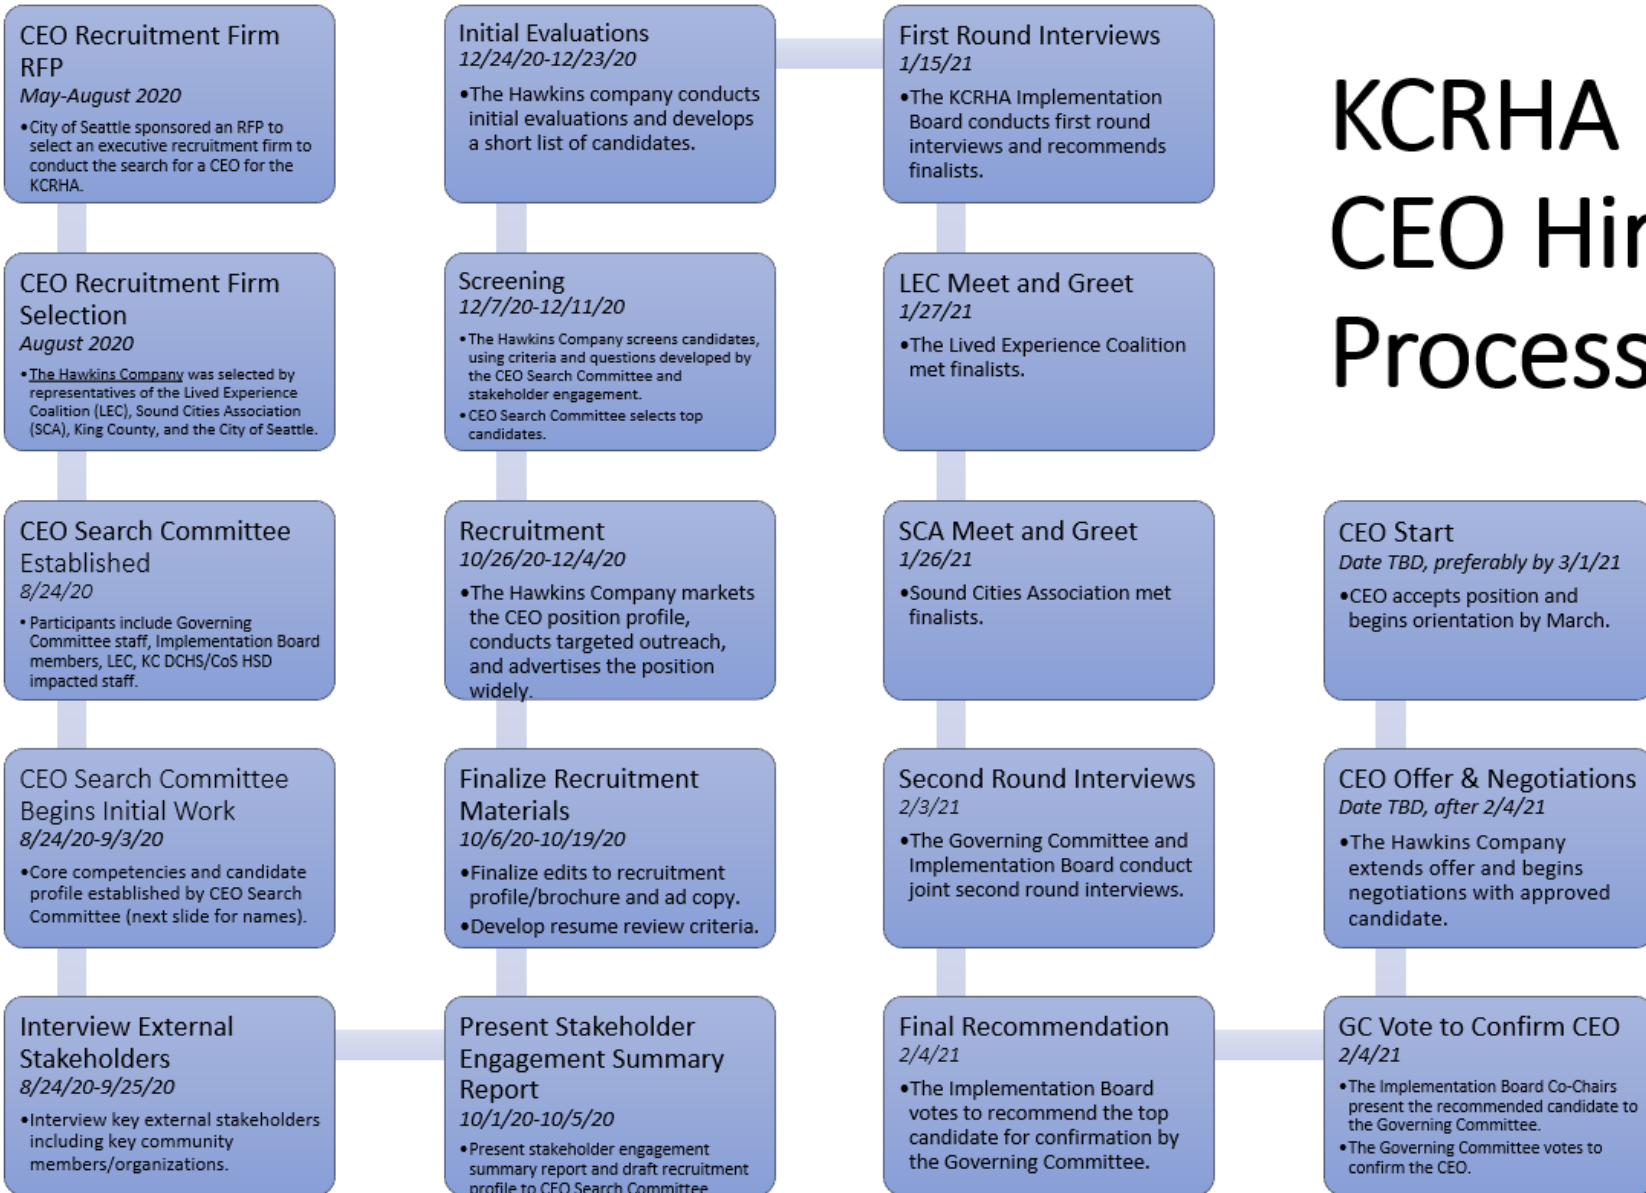 CEO Recruitment Firm
RFP
May-August 2020
•City of Seattle sponsored an RFP to
select an executive recruitment firm to
conduct the search for a CEO for the
KCRHA.
CEO Recruitment Firm
Selection
August 2020
•The Hawkins Company was selected by
representatives of the Lived Experience
Coalition (LEC), Sound Cities Association
(SCA), King County, and the City of Seattle.
CEO Search Committee
Established
8/24/20
• Participants include Governing
Committee staff, Implementation Board
members, LEC, KC DCHS/CoS HSD
impacted staff.
CEO Search Committee
Begins Initial Work
8/24/20-9/3/20
•Core competencies and candidate
profile established by CEO Search
Committee (next slide for names).
Interview External
Stakeholders
8/24/20-9/25/20
•Interview key external stakeholders
including key community
members/organizations.
Present Stakeholder
Engagement Summary
Report
10/1/20-10/5/20
•Present stakeholder engagement
summary report and draft recruitment
profile to CEO Search Committee
Finalize Recruitment
Materials
10/6/20-10/19/20
•Finalize edits to recruitment
profile/brochure and ad copy.
•Develop resume review criteria.
Recruitment
10/26/20-12/4/20
•The Hawkins Company markets
the CEO position profile,
conducts targeted outreach,
and advertises the position
widely.
Screening
12/7/20-12/11/20
•The Hawkins Company screens candidates,
using criteria and questions developed by
the CEO Search Committee and
stakeholder engagement.
•CEO Search Committee selects top
candidates.
Initial Evaluations
12/24/20-12/23/20
•The Hawkins company conducts
initial evaluations and develops
a short list of candidates.
First Round Interviews
1/15/21
•The KCRHA Implementation
Board conducts first round
interviews and recommends
finalists.
LEC Meet and Greet
1/27/21
•The Lived Experience Coalition
met finalists.
SCA Meet and Greet
1/26/21
•Sound Cities Association met
finalists.
Second Round Interviews
2/3/21
•The Governing Committee and
Implementation Board conduct
joint second round interviews.
Final Recommendation
2/4/21
•The Implementation Board
votes to recommend the top
candidate for confirmation by
the Governing Committee.
GC Vote to Confirm CEO
2/4/21
•The Implementation Board Co-Chairs
present the recommended candidate to
the Governing Committee.
•The Governing Committee votes to
confirm the CEO.
CEO Offer & Negotiations
Date TBD, after 2/4/21
•The Hawkins Company
extends offer and begins
negotiations with approved
candidate.
CEO Start
Date TBD, preferably by 3/1/21
•CEO accepts position and
begins orientation by March.
KCRHA
CEO
Process